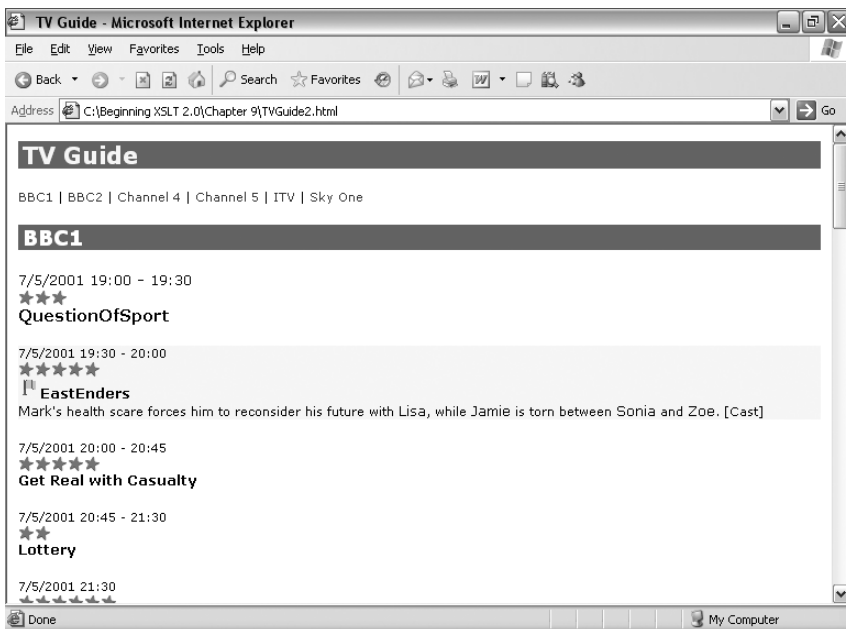 TV Guide - Microsoft Internet Explorer
File Edit View Favorites Tools Help
Back Search Favorites
Address C:\Beginning XSLT 2.0\Chapter 9\TVGuide2.html Go
TV Guide
BBC1 | BBC2 | Channel 4 | Channel 5 | ITV | Sky One
BBC1
7/5/2001 19:00 - 19:30
QuestionOfSport
7/5/2001 19:30 - 20:00
EastEnders
Mark's health scare forces him to reconsider his future with Lisa, while Jamie is torn between Sonia and Zoe. [Cast]
7/5/2001 20:00 - 20:45
Get Real with Casualty
7/5/2001 20:45 - 21:30
Lottery
7/5/2001 21:30
Done My Computer